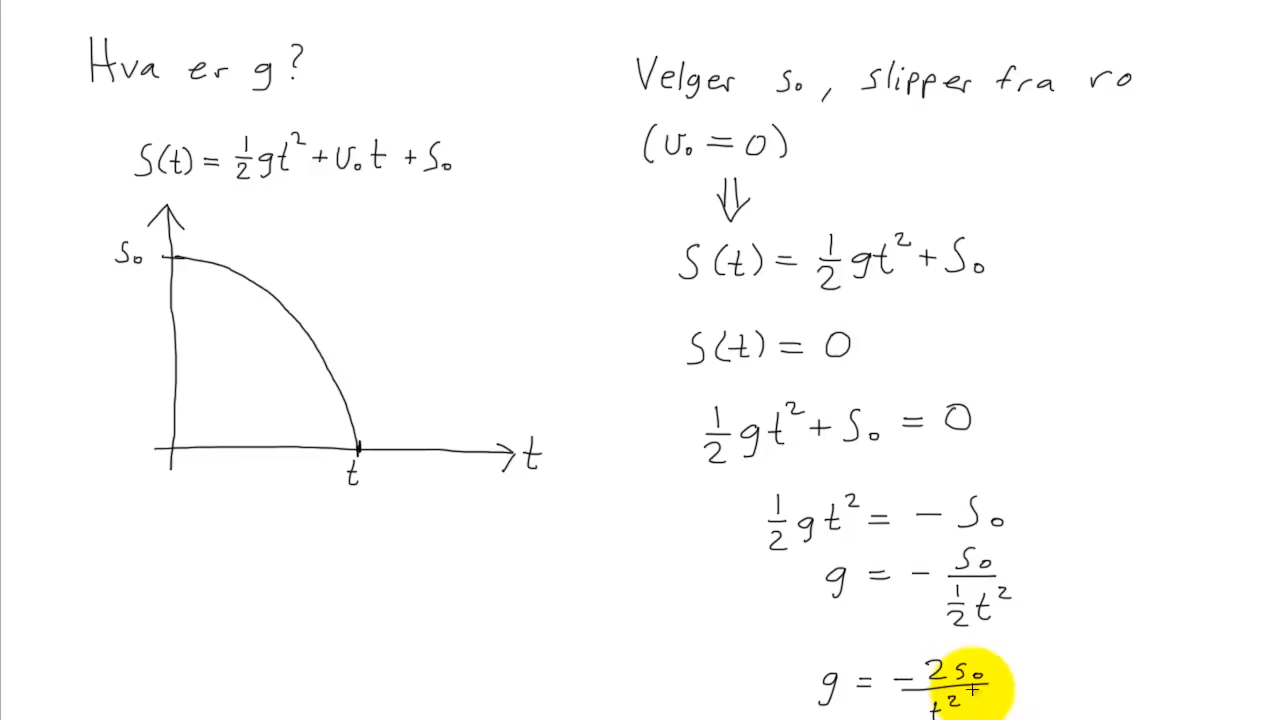 Hva er g?
S(t) = ½gt² + v₀t + S₀
S₀
t
t
Velger s₀, slipper fra ro
(v₀ = 0)
⇓
S(t) = ½gt² + S₀
S(t) = 0
½gt² + S₀ = 0
½gt² = - S₀
g = - S₀/(½t²)
g = -2s₀/t²